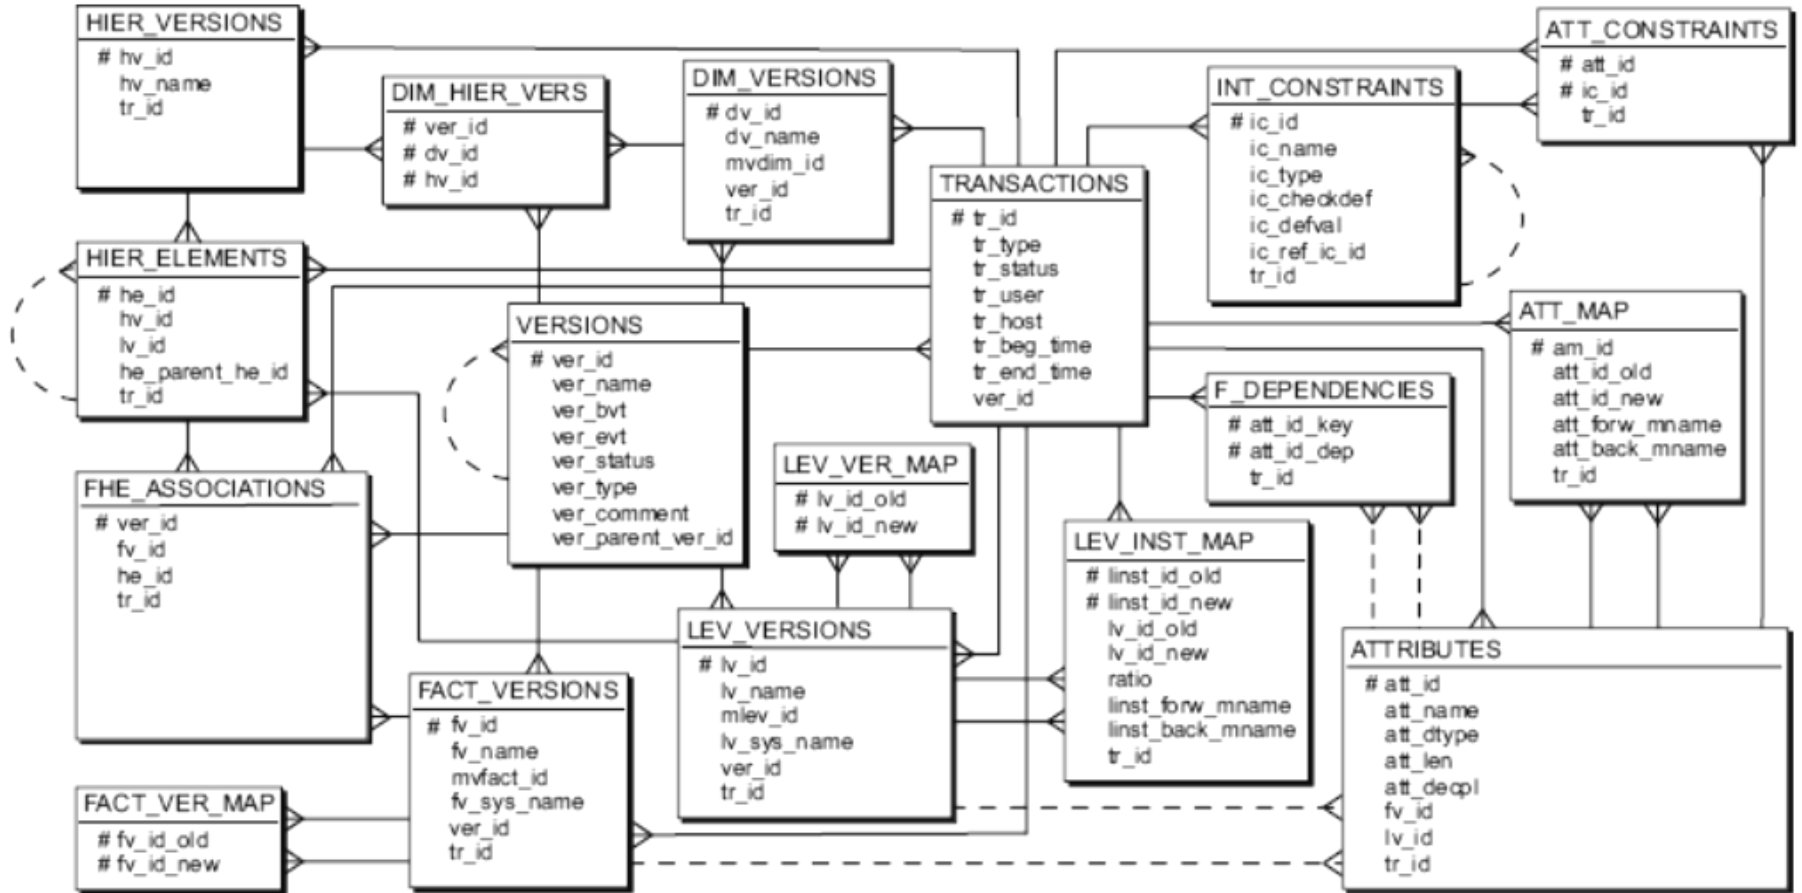 HIER_VERSIONS
# hv_id
hv_name
tr_id
DIM_HIER_VERS
# ver_id
# dv_id
# hv_id
DIM_VERSIONS
# dv_id
dv_name
mvdim_id
ver_id
tr_id
TRANSACTIONS
# tr_id
tr_type
tr_status
tr_user
tr_host
tr_beg_time
tr_end_time
ver_id
INT_CONSTRAINTS
# ic_id
ic_name
ic_type
ic_checkdef
ic_defval
ic_ref_ic_id
tr_id
ATT_CONSTRAINTS
# att_id
# ic_id
tr_id
HIER_ELEMENTS
# he_id
hv_id
lv_id
he_parent_he_id
tr_id
VERSIONS
# ver_id
ver_name
ver_bvt
ver_evt
ver_status
ver_type
ver_comment
ver_parent_ver_id
ATT_MAP
# am_id
att_id_old
att_id_new
att_forw_mname
att_back_mname
tr_id
F_DEPENDENCIES
# att_id_key
# att_id_dep
tr_id
FHE_ASSOCIATIONS
# ver_id
fv_id
he_id
tr_id
LEV_VER_MAP
# lv_id_old
# lv_id_new
LEV_INST_MAP
# linst_id_old
# linst_id_new
lv_id_old
lv_id_new
ratio
linst_forw_mname
linst_back_mname
tr_id
LEV_VERSIONS
# lv_id
lv_name
mlev_id
lv_sys_name
ver_id
tr_id
ATTRIBUTES
# att_id
att_name
att_dtype
att_len
att_decpl
fv_id
lv_id
tr_id
FACT_VERSIONS
# fv_id
fv_name
mvfact_id
fv_sys_name
ver_id
tr_id
FACT_VER_MAP
# fv_id_old
# fv_id_new